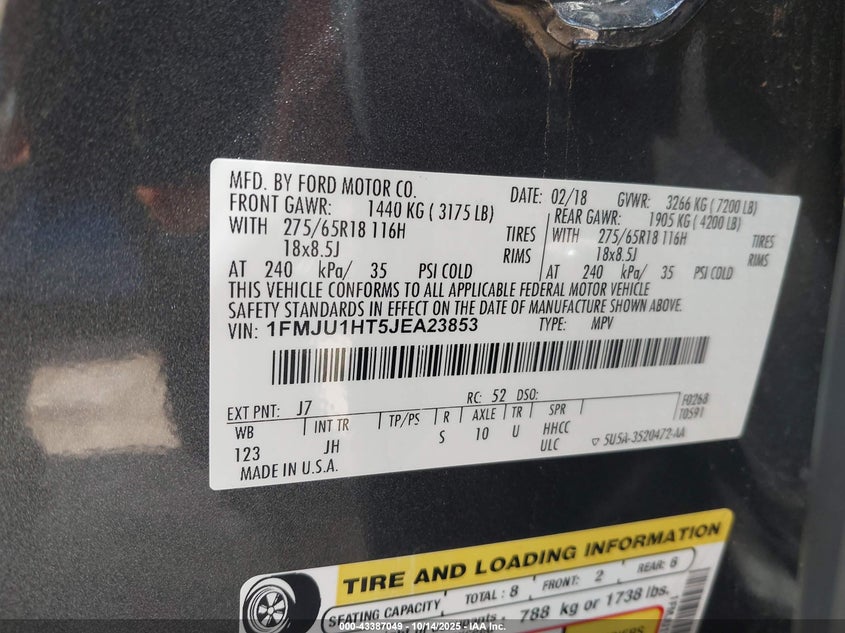 MFD. BY FORD MOTOR CO. DATE: 02/18 GVWR: 3266 KG ( 7200 LB)
FRONT GAWR: 1440 KG ( 3175 LB) REAR GAWR: 1905 KG ( 4200 LB)
WITH 275/65R18 116H TIRES WITH 275/65R18 116H TIRES
18x8.5J RIMS 18x8.5J RIMS
AT 240 kPa/ 35 PSI COLD AT 240 kPa/ 35 PSI COLD
THIS VEHICLE CONFORMS TO ALL APPLICABLE FEDERAL MOTOR VEHICLE
SAFETY STANDARDS IN EFFECT ON THE DATE OF MANUFACTURE SHOWN ABOVE.
VIN: 1FMJU1HT5JEA23853 TYPE: MPV
EXT PNT: J7 RC: 52 DSO: F0268
WB INT TR TP/PS R AXLE TR SPR T0591
123 JH S 10 U HHCC
ULC 5U5A-3520472-AA
MADE IN U.S.A.
TIRE AND LOADING INFORMATION
SEATING CAPACITY TOTAL : 8 FRONT: 2 REAR: 6
788 kg or 1738 lbs.
000-43387049 - 10/14/2025 - IAAI.COM